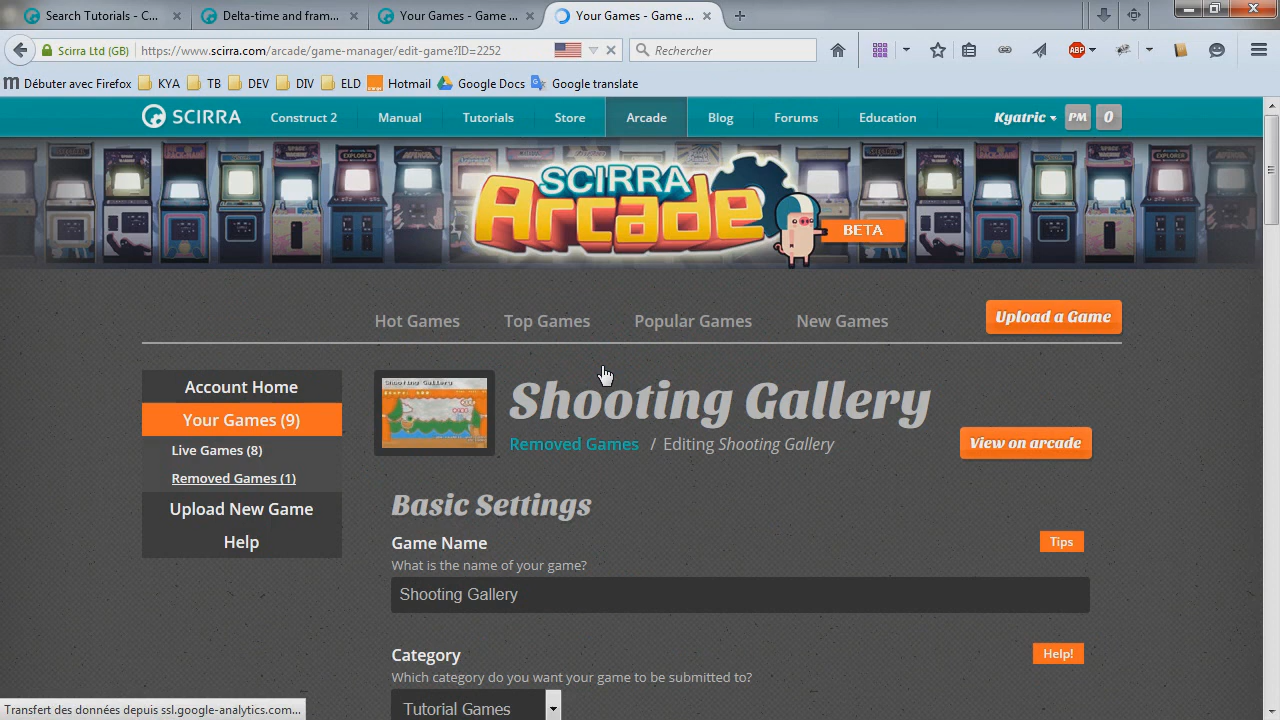 Search Tutorials - C...
Delta-time and fram...
Your Games - Game ...
Your Games - Game ...
Scirra Ltd (GB)
https://www.scirra.com/arcade/game-manager/edit-game?ID=2252
Rechercher
ABP
Débuter avec Firefox
KYA
TB
DEV
DIV
ELD
Hotmail
Google Docs
Google translate
SCIRRA
Construct 2
Manual
Tutorials
Store
Arcade
Blog
Forums
Education
Kyatric
PM
0
SCIRRA
Arcade
BETA
Hot Games
Top Games
Popular Games
New Games
Upload a Game
Account Home
Your Games (9)
Live Games (8)
Removed Games (1)
Upload New Game
Help
Shooting Gallery
Shooting Gallery
Removed Games / Editing Shooting Gallery
View on arcade
Basic Settings
Game Name
Tips
What is the name of your game?
Shooting Gallery
Category
Help!
Which category do you want your game to be submitted to?
Tutorial Games
Transfert des données depuis ssl.google-analytics.com...